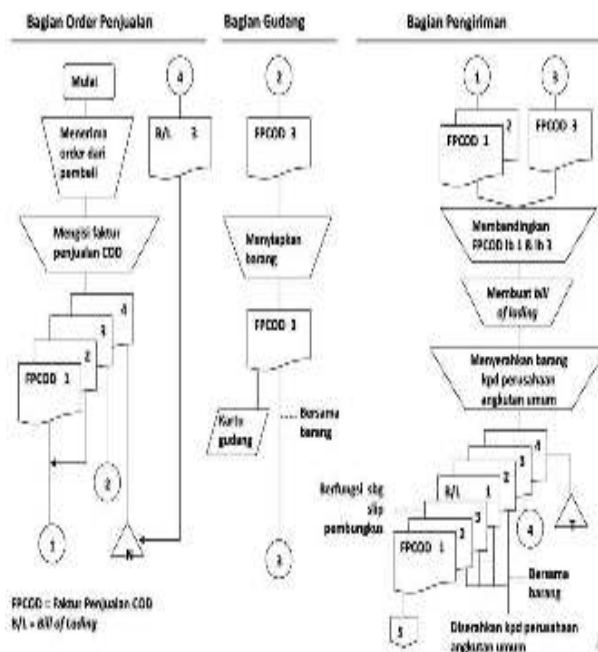 Bagian Order Penjualan
Mulai
Menerima
order dari
pembeli
Mengisi faktur
penjualan COD
4
3
2
FPCOD 1
1
2
N
4
B/L 3
FPCOD = Faktur Penjualan COD
B/L = Bill of Lading
Bagian Gudang
2
FPCOD 3
Menyiapkan
barang
FPCOD 3
Kartu
gudang
Bersama
barang
3
Bagian Pengiriman
1
3
2
FPCOD 1
FPCOD 3
Membandingkan
FPCOD lb 1 & lb 3
Membuat bill
of lading
Menyerahkan barang
kpd perusahaan
angkutan umum
4
3
2
B/L 1
3
2
FPCOD 1
Berfungsi sbg
slip
pembungkus
4
T
Bersama
barang
5
Diserahkan kpd perusahaan
angkutan umum